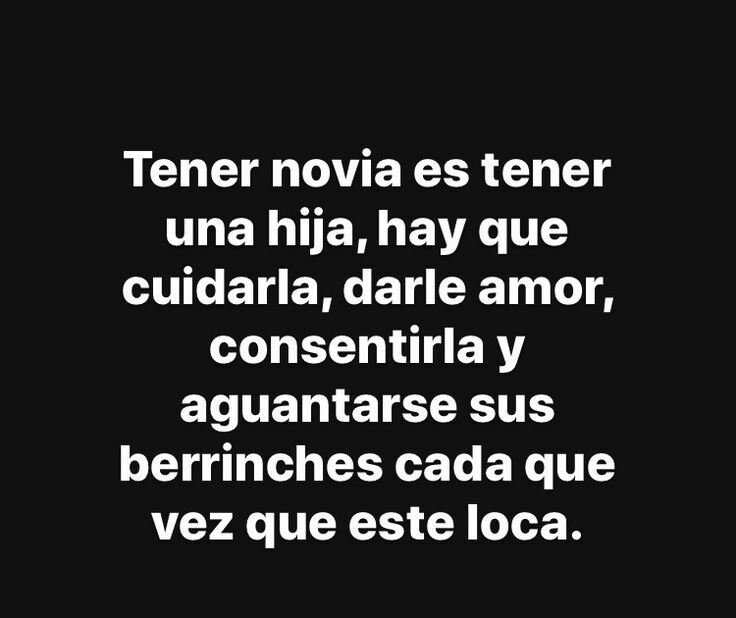 Tener novia es tener
una hija, hay que
cuidarla, darle amor,
consentirla y
aguantarse sus
berrinches cada que
vez que este loca.